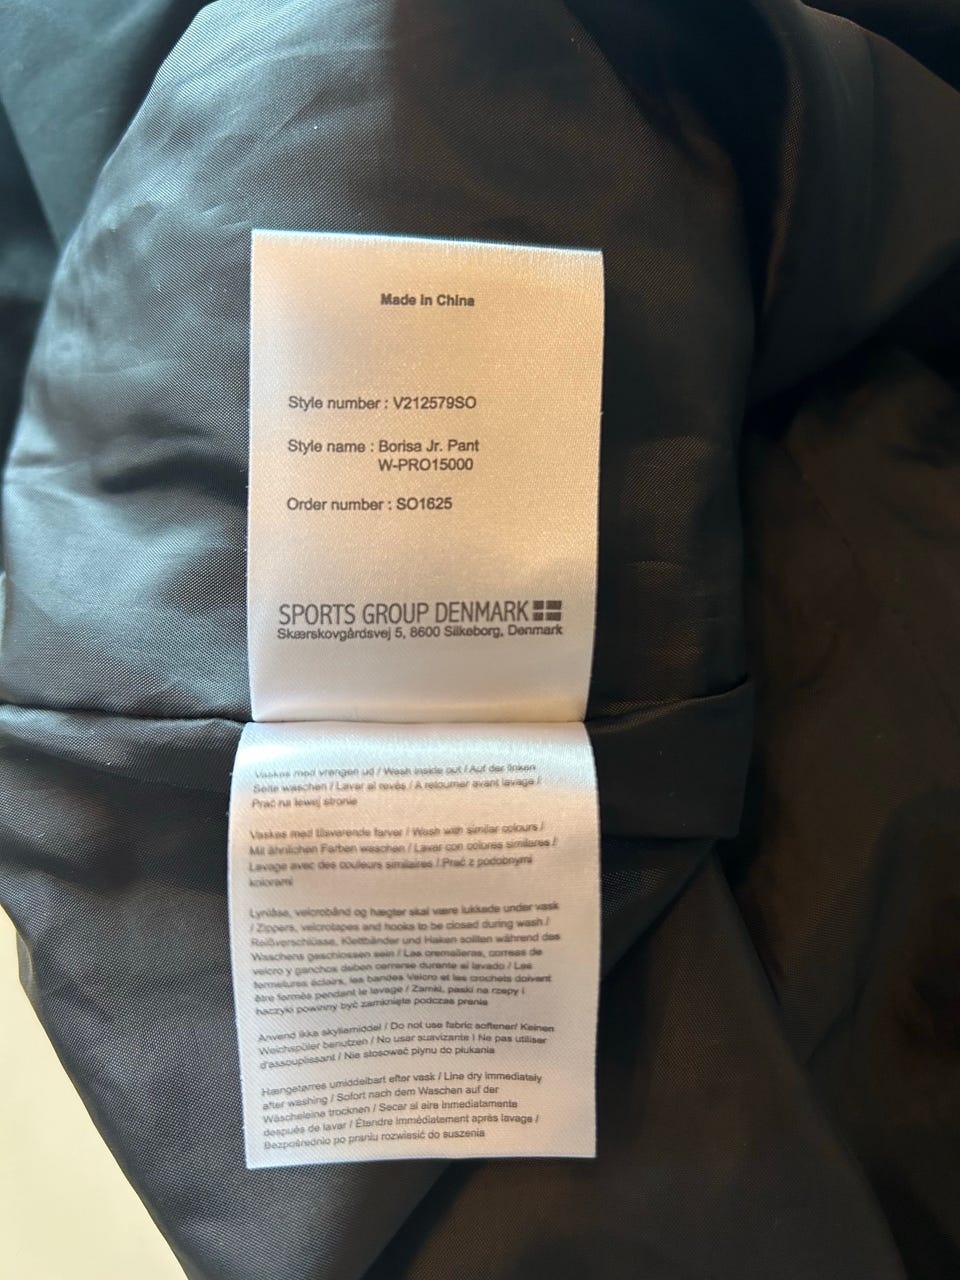 Made in China
Style number : V212579SO
Style name : Borisa Jr. Pant
W-PRO15000
Order number : SO1625
SPORTS GROUP DENMARK
Skærskovgårdsvej 5, 8600 Silkeborg, Denmark
Vaskes med vrangen ud / Wash inside out / Auf der linken
Seite waschen / Lavar al revés / A retourner avant lavage /
Prać na lewej stronie
Vaskes med tilsvarende farver / Wash with similar colours /
Mit ähnlichen Farben waschen / Lavar con colores similares /
Lavage avec des couleurs similaires / Prać z podobnymi
kolorami
Lynlåse, velcrobånd og hægter skal være lukkede under vask
/ Zippers, velcrotapes and hooks to be closed during wash /
Reißverschlüsse, Klettbänder und Haken sollten während des
Waschens geschlossen sein / Las cremalleras, correas de
velcro y ganchos deben cerrarse durante el lavado / Les
fermetures éclairs, les bandes Velcro et les crochets doivent
être fermés pendant le lavage / Zamki, paski na rzepy i
haczyki powinny być zamknięte podczas prania
Anvend ikke skyllemiddel / Do not use fabric softener/ Keinen
Weichspüler benutzen / No usar suavizante / Ne pas utiliser
d'assouplissant / Nie stosować płynu do płukania
Hængetørres umiddelbart efter vask / Line dry immediately
after washing / Sofort nach dem Waschen auf der
Wäscheleine trocknen / Secar al aire inmediatamente
después de lavar / Étendre immédiatement après lavage /
Bezpośrednio po praniu rozwiesić do suszenia